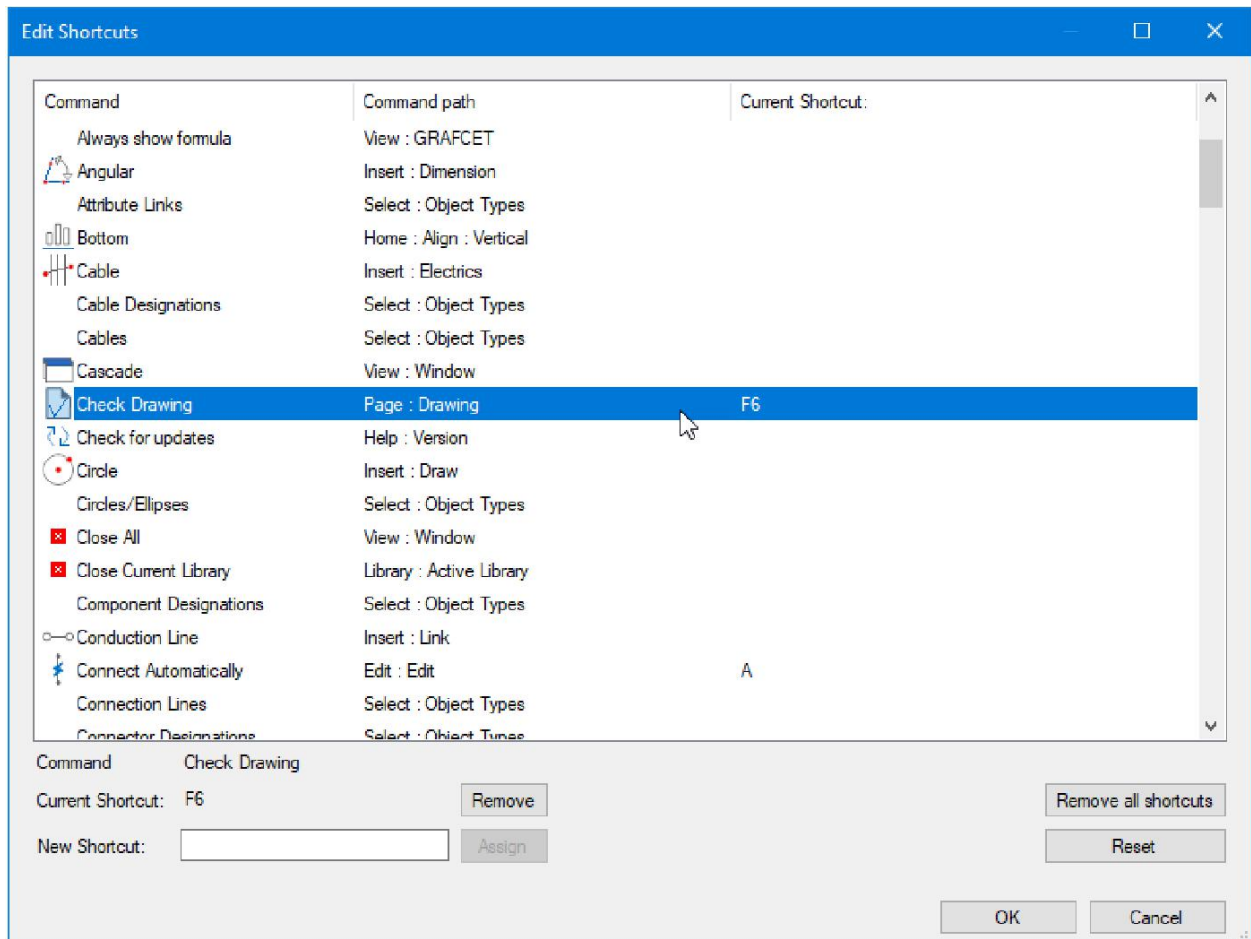 Edit Shortcuts
Command Command path Current Shortcut:
Always show formula View : GRAFCET
Angular Insert : Dimension
Attribute Links Select : Object Types
Bottom Home : Align : Vertical
Cable Insert : Electrics
Cable Designations Select : Object Types
Cables Select : Object Types
Cascade View : Window
Check Drawing Page : Drawing F6
Check for updates Help : Version
Circle Insert : Draw
Circles/Ellipses Select : Object Types
Close All View : Window
Close Current Library Library : Active Library
Component Designations Select : Object Types
Conduction Line Insert : Link
Connect Automatically Edit : Edit A
Connection Lines Select : Object Types
Connector Designations Select : Object Types
Command Check Drawing
Current Shortcut: F6 Remove Remove all shortcuts
New Shortcut: Assign Reset
OK Cancel